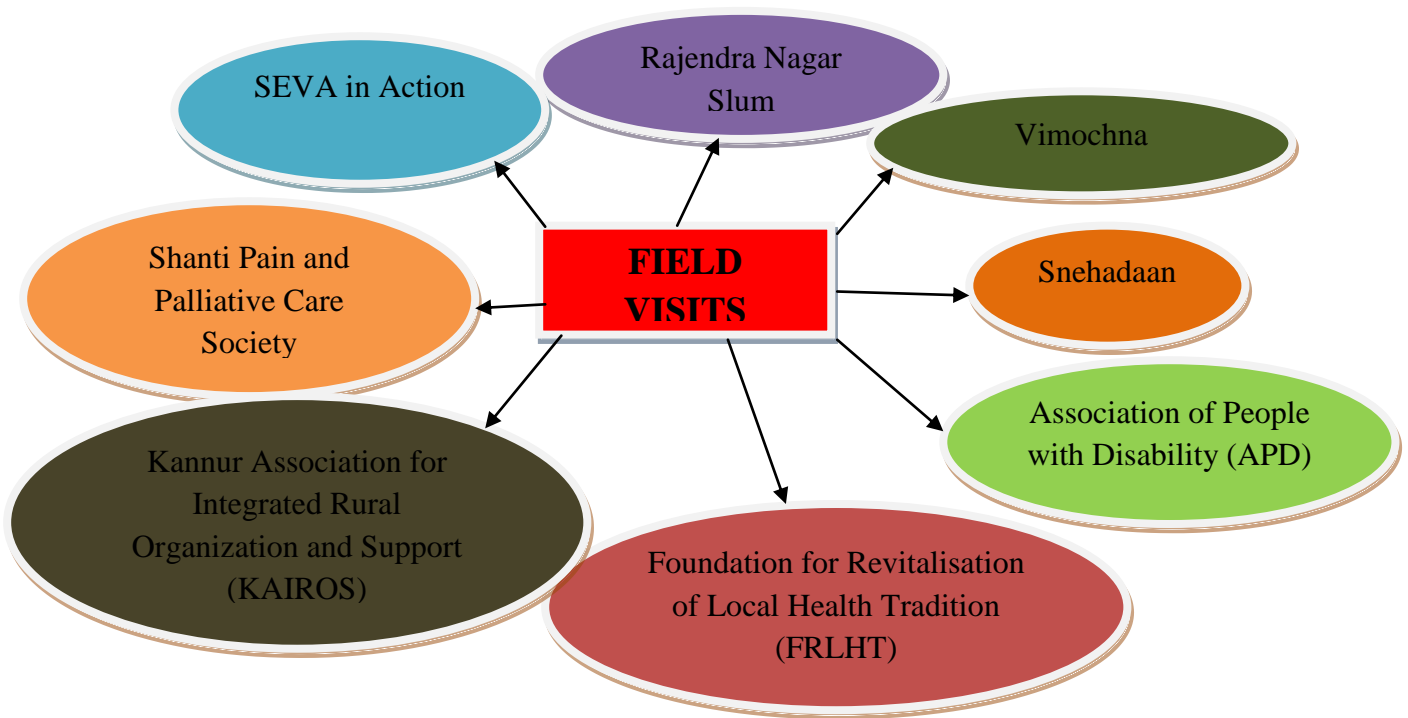 SEVA in Action
Rajendra Nagar
Slum
Vimochna
Shanti Pain and
Palliative Care
Society
FIELD
VISITS
Snehadaan
Association of People
with Disability (APD)
Kannur Association for
Integrated Rural
Organization and Support
(KAIROS)
Foundation for Revitalisation
of Local Health Tradition
(FRLHT)